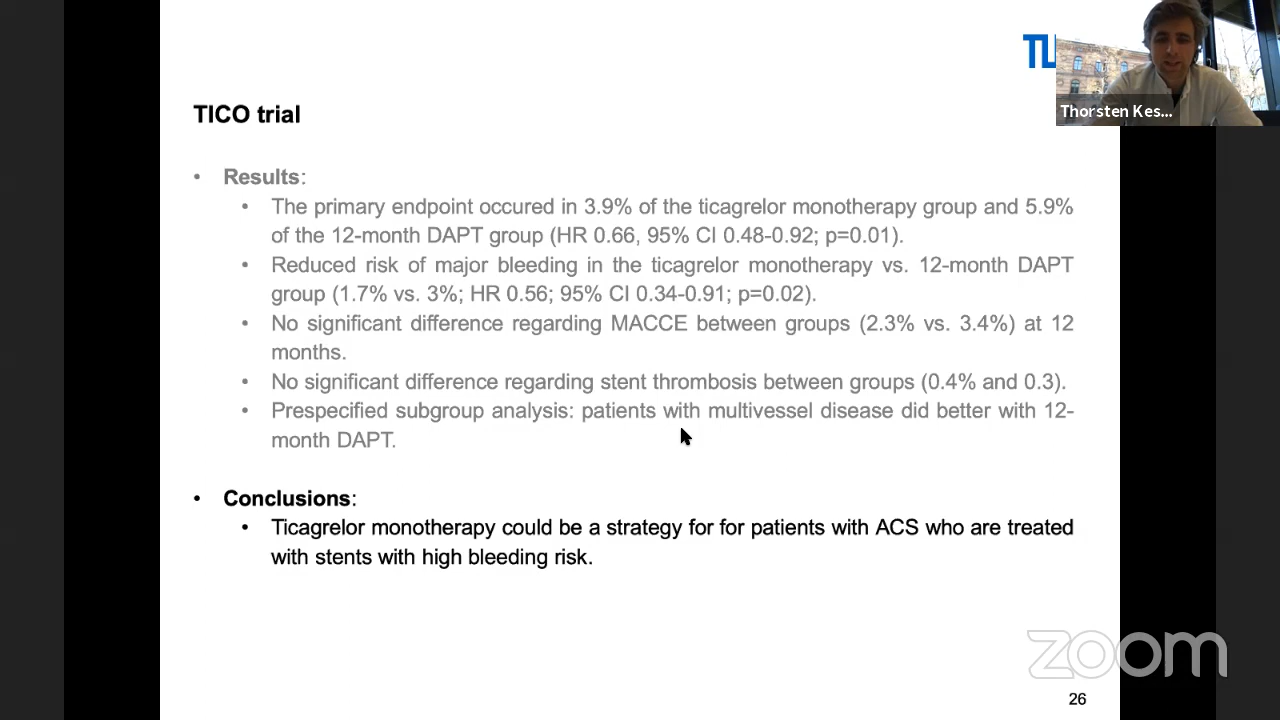 TU
Thorsten Kes...
TICO trial
• Results:
• The primary endpoint occured in 3.9% of the ticagrelor monotherapy group and 5.9%
of the 12-month DAPT group (HR 0.66, 95% CI 0.48-0.92; p=0.01).
• Reduced risk of major bleeding in the ticagrelor monotherapy vs. 12-month DAPT
group (1.7% vs. 3%; HR 0.56; 95% CI 0.34-0.91; p=0.02).
• No significant difference regarding MACCE between groups (2.3% vs. 3.4%) at 12
months.
• No significant difference regarding stent thrombosis between groups (0.4% and 0.3).
• Prespecified subgroup analysis: patients with multivessel disease did better with 12-
month DAPT.
• Conclusions:
• Ticagrelor monotherapy could be a strategy for for patients with ACS who are treated
with stents with high bleeding risk.
zoom
26